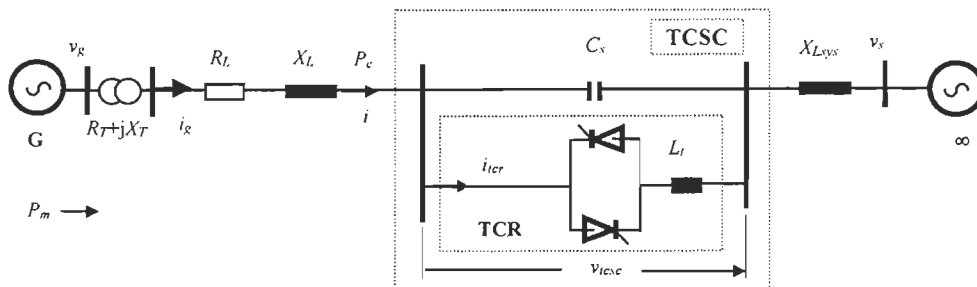 TCSC
C_s
v_g
R_L
X_L
P_e
X_Lsys
v_s
G
R_T+jX_T
i_g
i
∞
i_tcr
L_t
P_m
TCR
v_tcsc